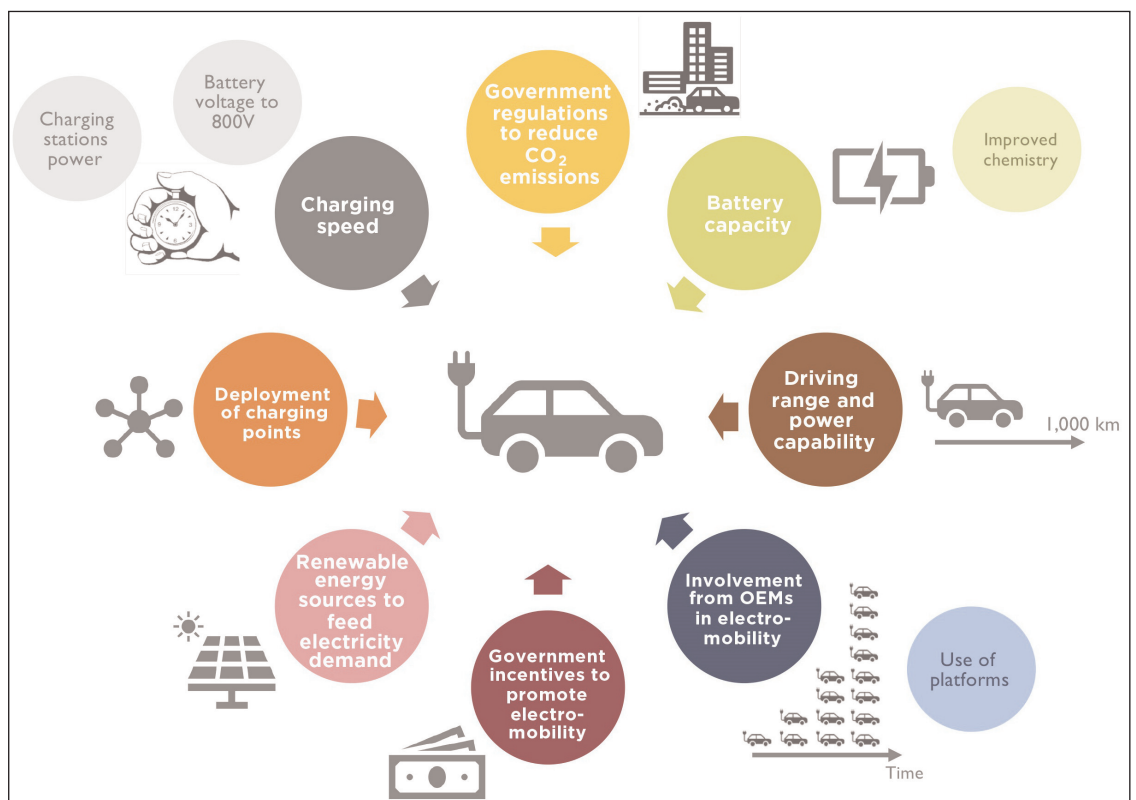 Charging
stations
power
Battery
voltage to
800V
Charging
speed
Government
regulations
to reduce
CO₂
emissions
Battery
capacity
Improved
chemistry
Deployment
of charging
points
Driving
range and
power
capability
1,000 km
Renewable
energy
sources to
feed
electricity
demand
Government
incentives to
promote
electro-
mobility
Involvement
from OEMs
in electro-
mobility
Use of
platforms
Time